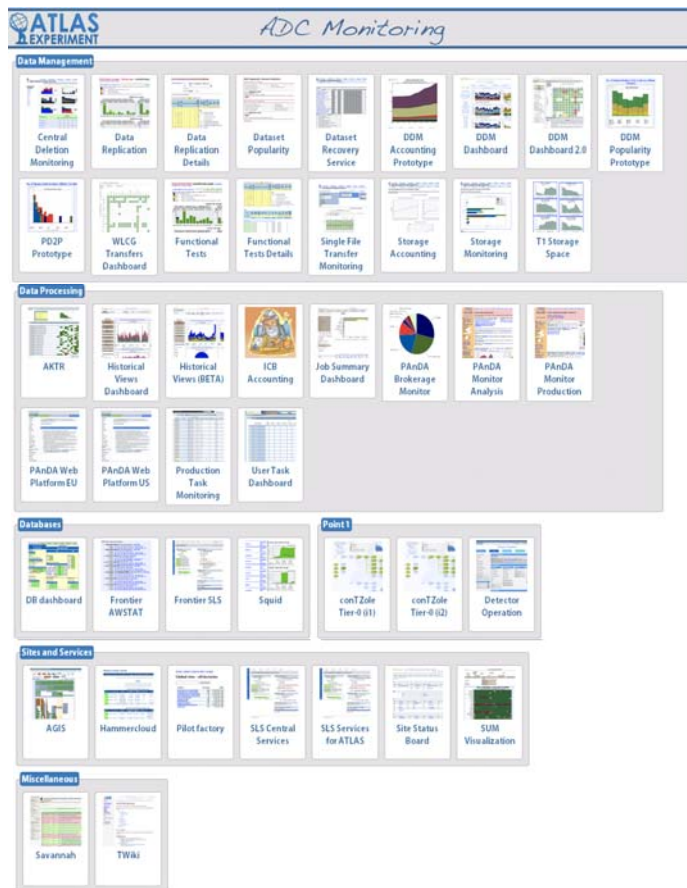 ATLAS
EXPERIMENT
ADC Monitoring
Data Management
Central
Deletion
Monitoring
Data
Replication
Data
Replication
Details
Dataset
Popularity
Dataset
Recovery
Service
DDM
Accounting
Prototype
DDM
Dashboard
DDM
Dashboard 2.0
DDM
Popularity
Prototype
PD2P
Prototype
WLCG
Transfers
Dashboard
Functional
Tests
Functional
Tests Details
Single File
Transfer
Monitoring
Storage
Accounting
Storage
Monitoring
T1 Storage
Space
Data Processing
AKTR
Historical
Views
Dashboard
Historical
Views (BETA)
ICB
Accounting
Job Summary
Dashboard
PAnDA
Brokerage
Monitor
PAnDA
Monitor
Analysis
PAnDA
Monitor
Production
PAnDA Web
Platform EU
PAnDA Web
Platform US
Production
Task
Monitoring
User Task
Dashboard
Databases
DB dashboard
Frontier
AWSTAT
Frontier SLS
Squid
Point 1
conTZole
Tier-0 (i1)
conTZole
Tier-0 (i2)
Detector
Operation
Sites and Services
AGIS
Hammercloud
Pilot factory
SLS Central
Services
SLS Services
for ATLAS
Site Status
Board
SUM
Visualization
Miscellaneous
Savannah
TWiki